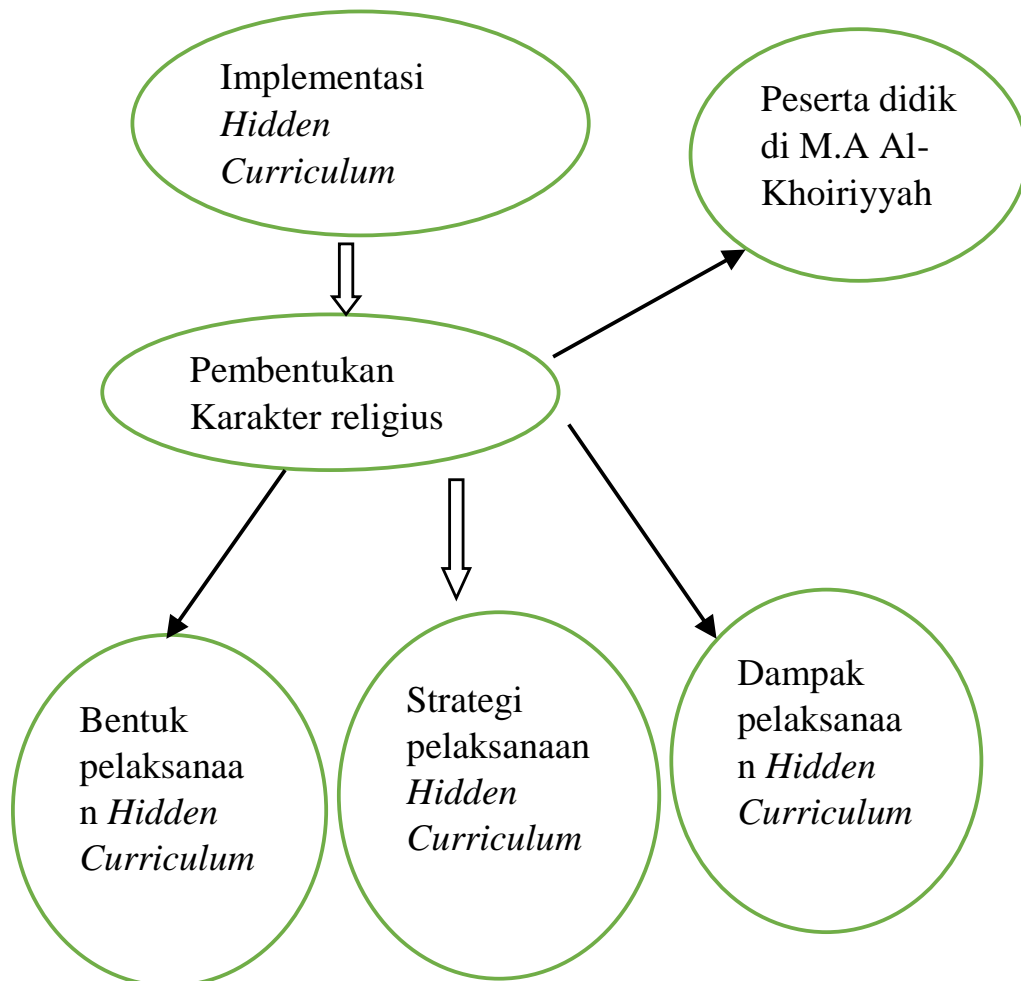 Implementasi
Hidden
Curriculum
Peserta didik
di M.A Al-
Khoiriyyah
Pembentukan
Karakter religius
Bentuk
pelaksanaa
n Hidden
Curriculum
Strategi
pelaksanaan
Hidden
Curriculum
Dampak
pelaksanaa
n Hidden
Curriculum